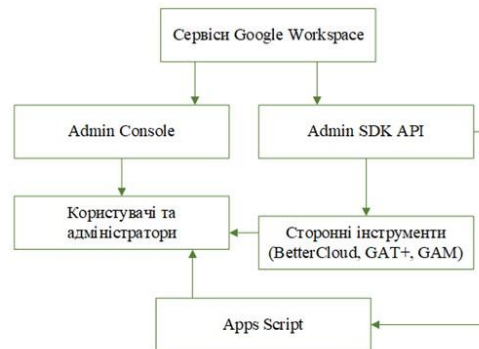 Сервіси Google Workspace
Admin Console
Admin SDK API
Користувачі та
адміністратори
Сторонні інструменти
(BetterCloud, GAT+, GAM)
Apps Script